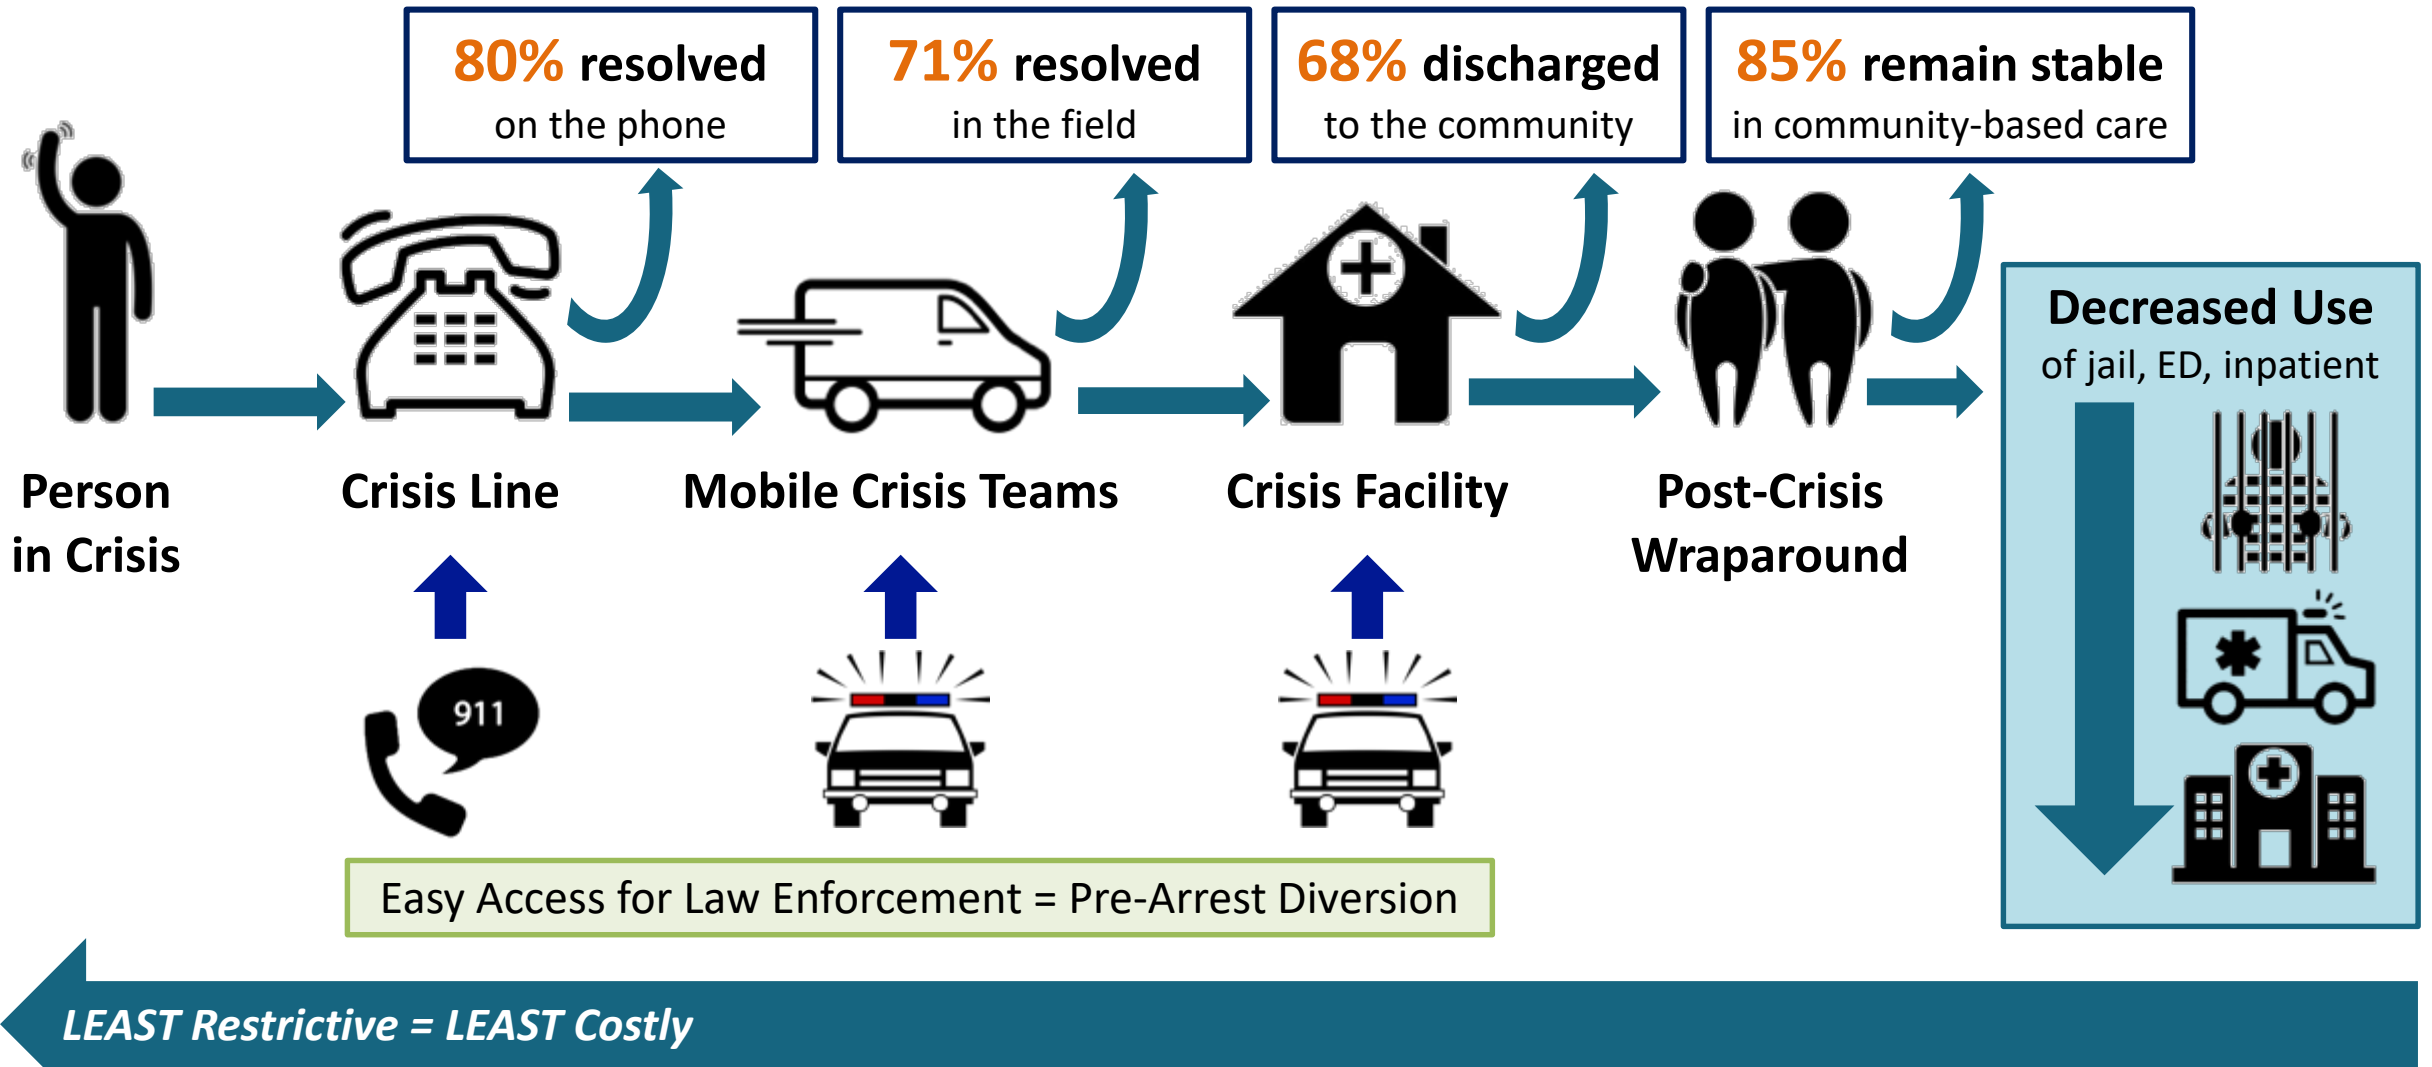 80% resolved
on the phone
71% resolved
in the field
68% discharged
to the community
85% remain stable
in community-based care
Decreased Use
of jail, ED, inpatient
Person
in Crisis
Crisis Line
Mobile Crisis Teams
Crisis Facility
Post-Crisis
Wraparound
911
Easy Access for Law Enforcement = Pre-Arrest Diversion
LEAST Restrictive = LEAST Costly